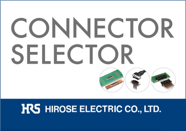 CONNECTOR
SELECTOR
HRS HIROSE ELECTRIC CO., LTD.